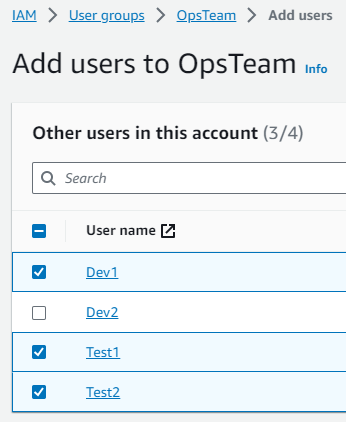 IAM > User groups > OpsTeam > Add users
Add users to OpsTeam Info
Other users in this account (3/4)
Search
User name
Dev1
Dev2
Test1
Test2